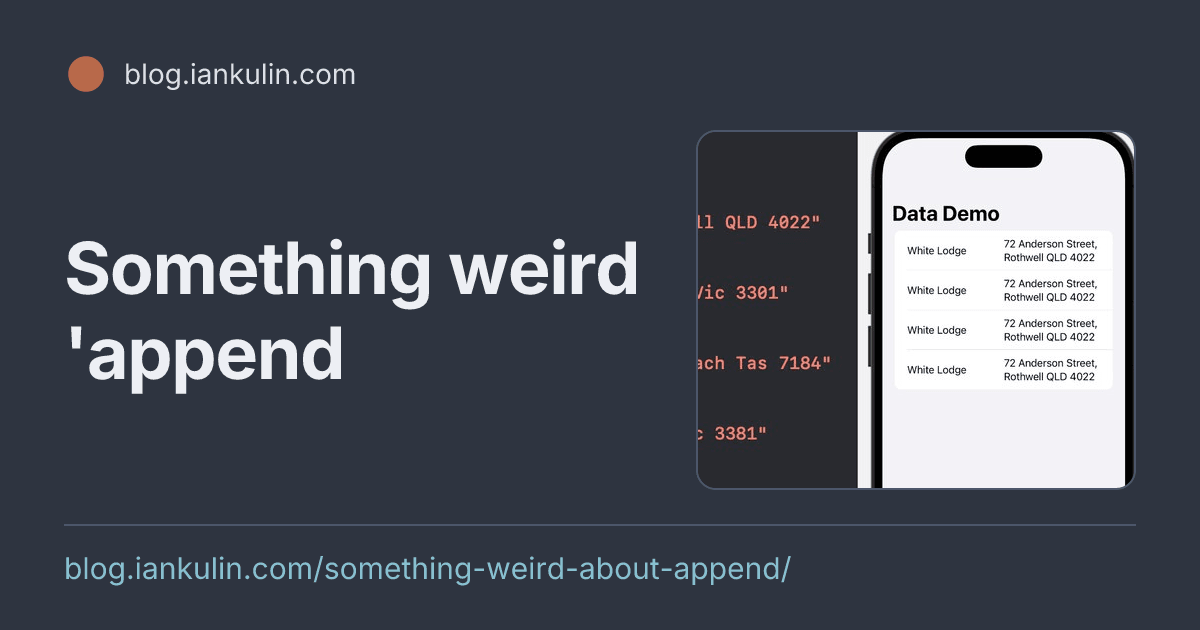 blog.iankulin.com
Something weird
'append
ll QLD 4022"
Vic 3301"
ach Tas 7184"
c 3381"
Data Demo
White Lodge
72 Anderson Street,
Rothwell QLD 4022
White Lodge
72 Anderson Street,
Rothwell QLD 4022
White Lodge
72 Anderson Street,
Rothwell QLD 4022
White Lodge
72 Anderson Street,
Rothwell QLD 4022
blog.iankulin.com/something-weird-about-append/